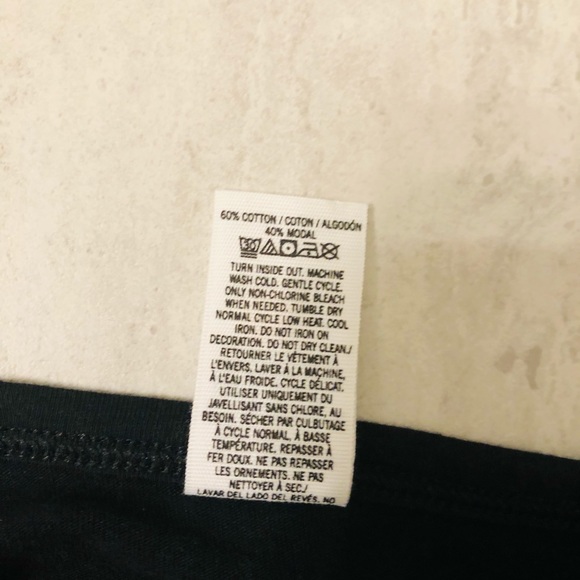 60% COTTON / COTON / ALGODÓN
40% MODAL
30
TURN INSIDE OUT. MACHINE
WASH COLD. GENTLE CYCLE.
ONLY NON-CHLORINE BLEACH
WHEN NEEDED. TUMBLE DRY
NORMAL CYCLE LOW HEAT. COOL
IRON. DO NOT IRON ON
DECORATION. DO NOT DRY CLEAN./
RETOURNER LE VÊTEMENT À
L'ENVERS. LAVER À LA MACHINE,
À L'EAU FROIDE. CYCLE DÉLICAT.
UTILISER UNIQUEMENT DU
JAVELLISANT SANS CHLORE, AU
BESOIN. SÉCHER PAR CULBUTAGE
À CYCLE NORMAL, À BASSE
TEMPÉRATURE. REPASSER À
FER DOUX. NE PAS REPASSER
LES ORNEMENTS. NE PAS
NETTOYER À SEC./
LAVAR DEL LADO DEL REVÉS. NO